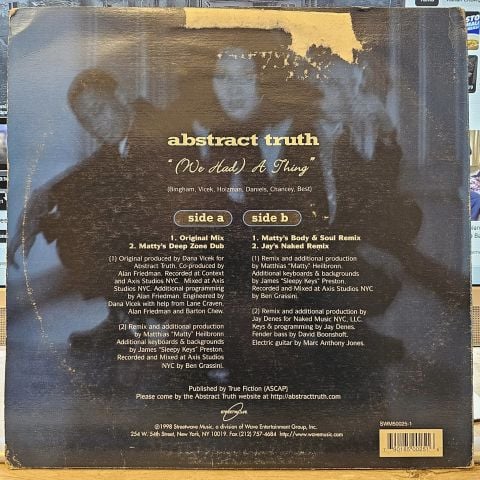 abstract truth
"(We Had) A Thing"
(Bingham, Vicek, Holzman, Daniels, Chancey, Best)
side a
1. Original Mix
2. Matty's Deep Zone Dub
(1) Original produced by Dana Vicek for
Abstract Truth. Co-produced by
Alan Friedman. Recorded at Context
and Axis Studios NYC. Mixed at Axis
Studios NYC. Additional programming
by Alan Friedman. Engineered by
Dana Vicek with help from Lane Craven,
Alan Friedman and Barton Chew.
(2) Remix and additional production
by Matthias "Matty" Heilbronn.
Additional keyboards & backgrounds
by James "Sleepy Keys" Preston.
Recorded and Mixed at Axis Studios
NYC by Ben Grassini.
side b
1. Matty's Body & Soul Remix
2. Jay's Naked Remix
(1) Remix and additional production by
Matthias "Matty" Heilbronn.
Additional keyboards & backgrounds by
James "Sleepy Keys" Preston.
Recorded and Mixed at Axis Studios NYC by
Ben Grassini.
(2) Remix and additional production by
Jay Denes for Naked Music NYC, LLC.
Keys & programming by Jay Denes.
Fender bass by David Boonshoft,
Electric guitar by Marc Anthony Jones.
Published by True Fiction (ASCAP)
Please come by the Abstract Truth website at http://abstracttruth.com
©1998 Streetwave Music, a division of Wave Entertainment Group, Inc.
254 W. 54th Street, New York, NY 10019. Fax (212) 757-4684 http://www.wavemusic.com
SWM50025-1